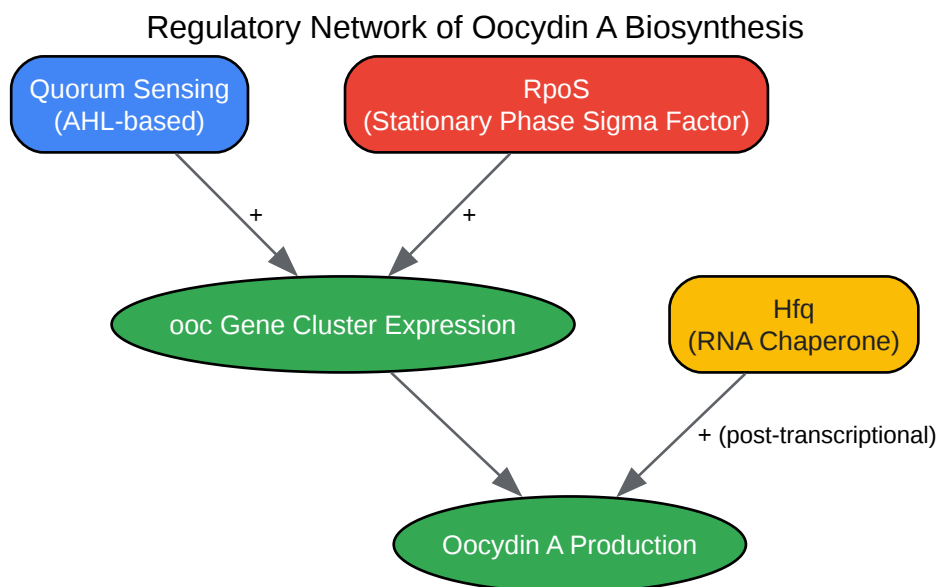 Regulatory Network of Oocydin A Biosynthesis
Quorum Sensing
(AHL-based)
RpoS
(Stationary Phase Sigma Factor)
+
+
ooc Gene Cluster Expression
Hfq
(RNA Chaperone)
+ (post-transcriptional)
Oocydin A Production